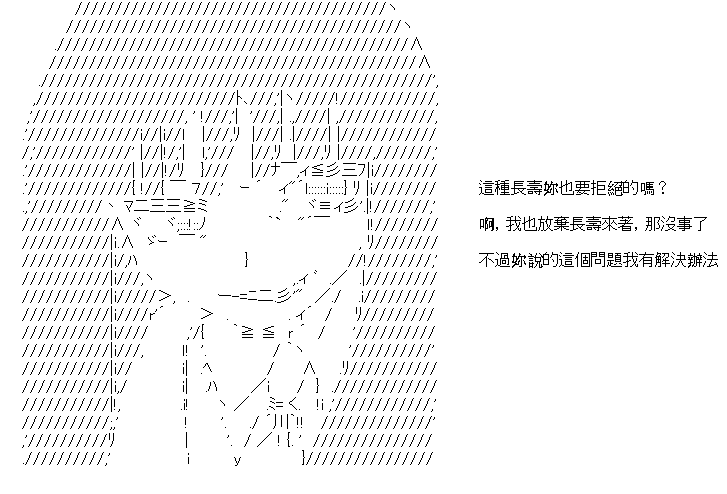 這種長壽妳也要拒絕的嗎？
啊, 我也放棄長壽來著, 那沒事了
不過妳說的這個問題我有解決辦法